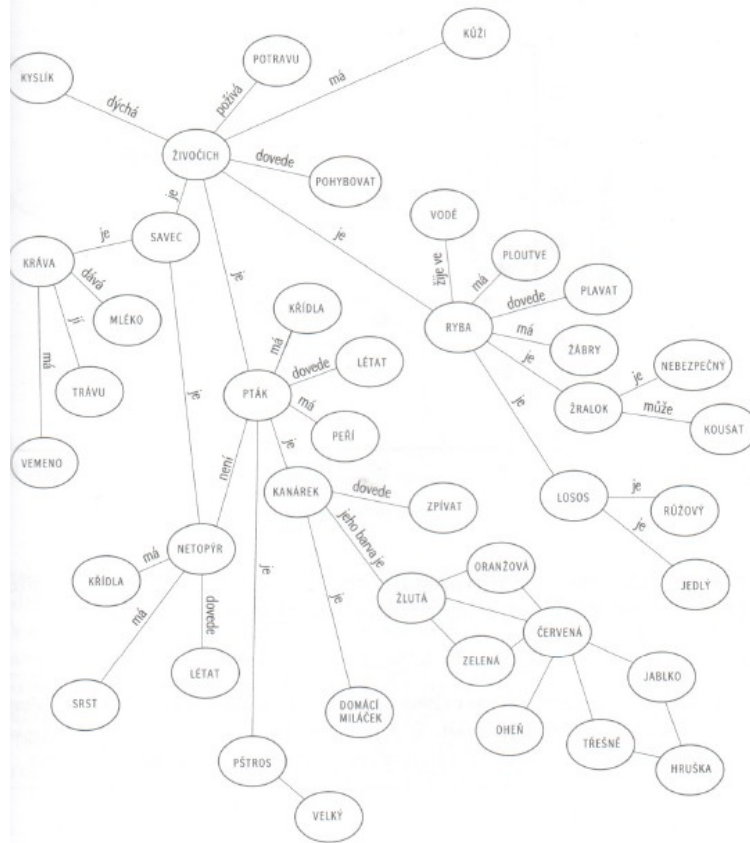 KŮŽI
POTRAVU
KYSLÍK
má
požívá
dýchá
ŽIVOČICH
dovede
POHYBOVAT
je
VODĚ
SAVEC
je
je
PLOUTVE
KRÁVA
žije ve
má
PLAVAT
dává
je
KŘÍDLA
dovede
MLÉKO
jí
má
RYBA
má
ŽÁBRY
má
dovede
LÉTAT
je
NEBEZPEČNÝ
TRÁVU
je
PTÁK
je
má
ŽRALOK
může
je
PEŘÍ
KOUSAT
je
VEMENO
není
KANÁREK
dovede
ZPÍVAT
LOSOS
je
RŮŽOVÝ
jeho barva je
je
NETOPÝR
má
KŘÍDLA
je
ORANŽOVÁ
JEDLÝ
má
dovede
je
ŽLUTÁ
ČERVENÁ
ZELENÁ
LÉTAT
JABLKO
SRST
DOMÁCÍ
MILÁČEK
OHEŇ
TŘEŠNĚ
PŠTROS
HRUŠKA
VELKÝ